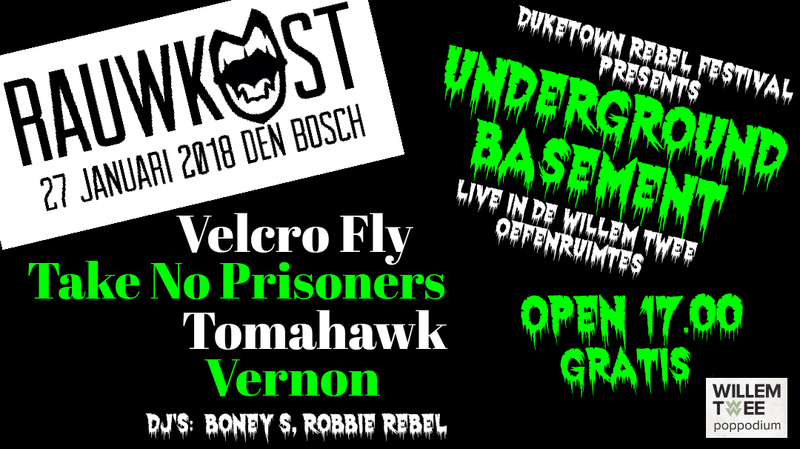 RAUWKOST
27 JANUARI 2018 DEN BOSCH
DUKETOWN REBEL FESTIVAL
PRESENTS
UNDERGROUND
BASEMENT
LIVE IN DE WILLEM TWEE
OEFENRUIMTES
Velcro Fly
Take No Prisoners
Tomahawk
Vernon
DJ'S: BONEY S, ROBBIE REBEL
OPEN 17.00
GRATIS
WILLEM
TWEE
poppodium